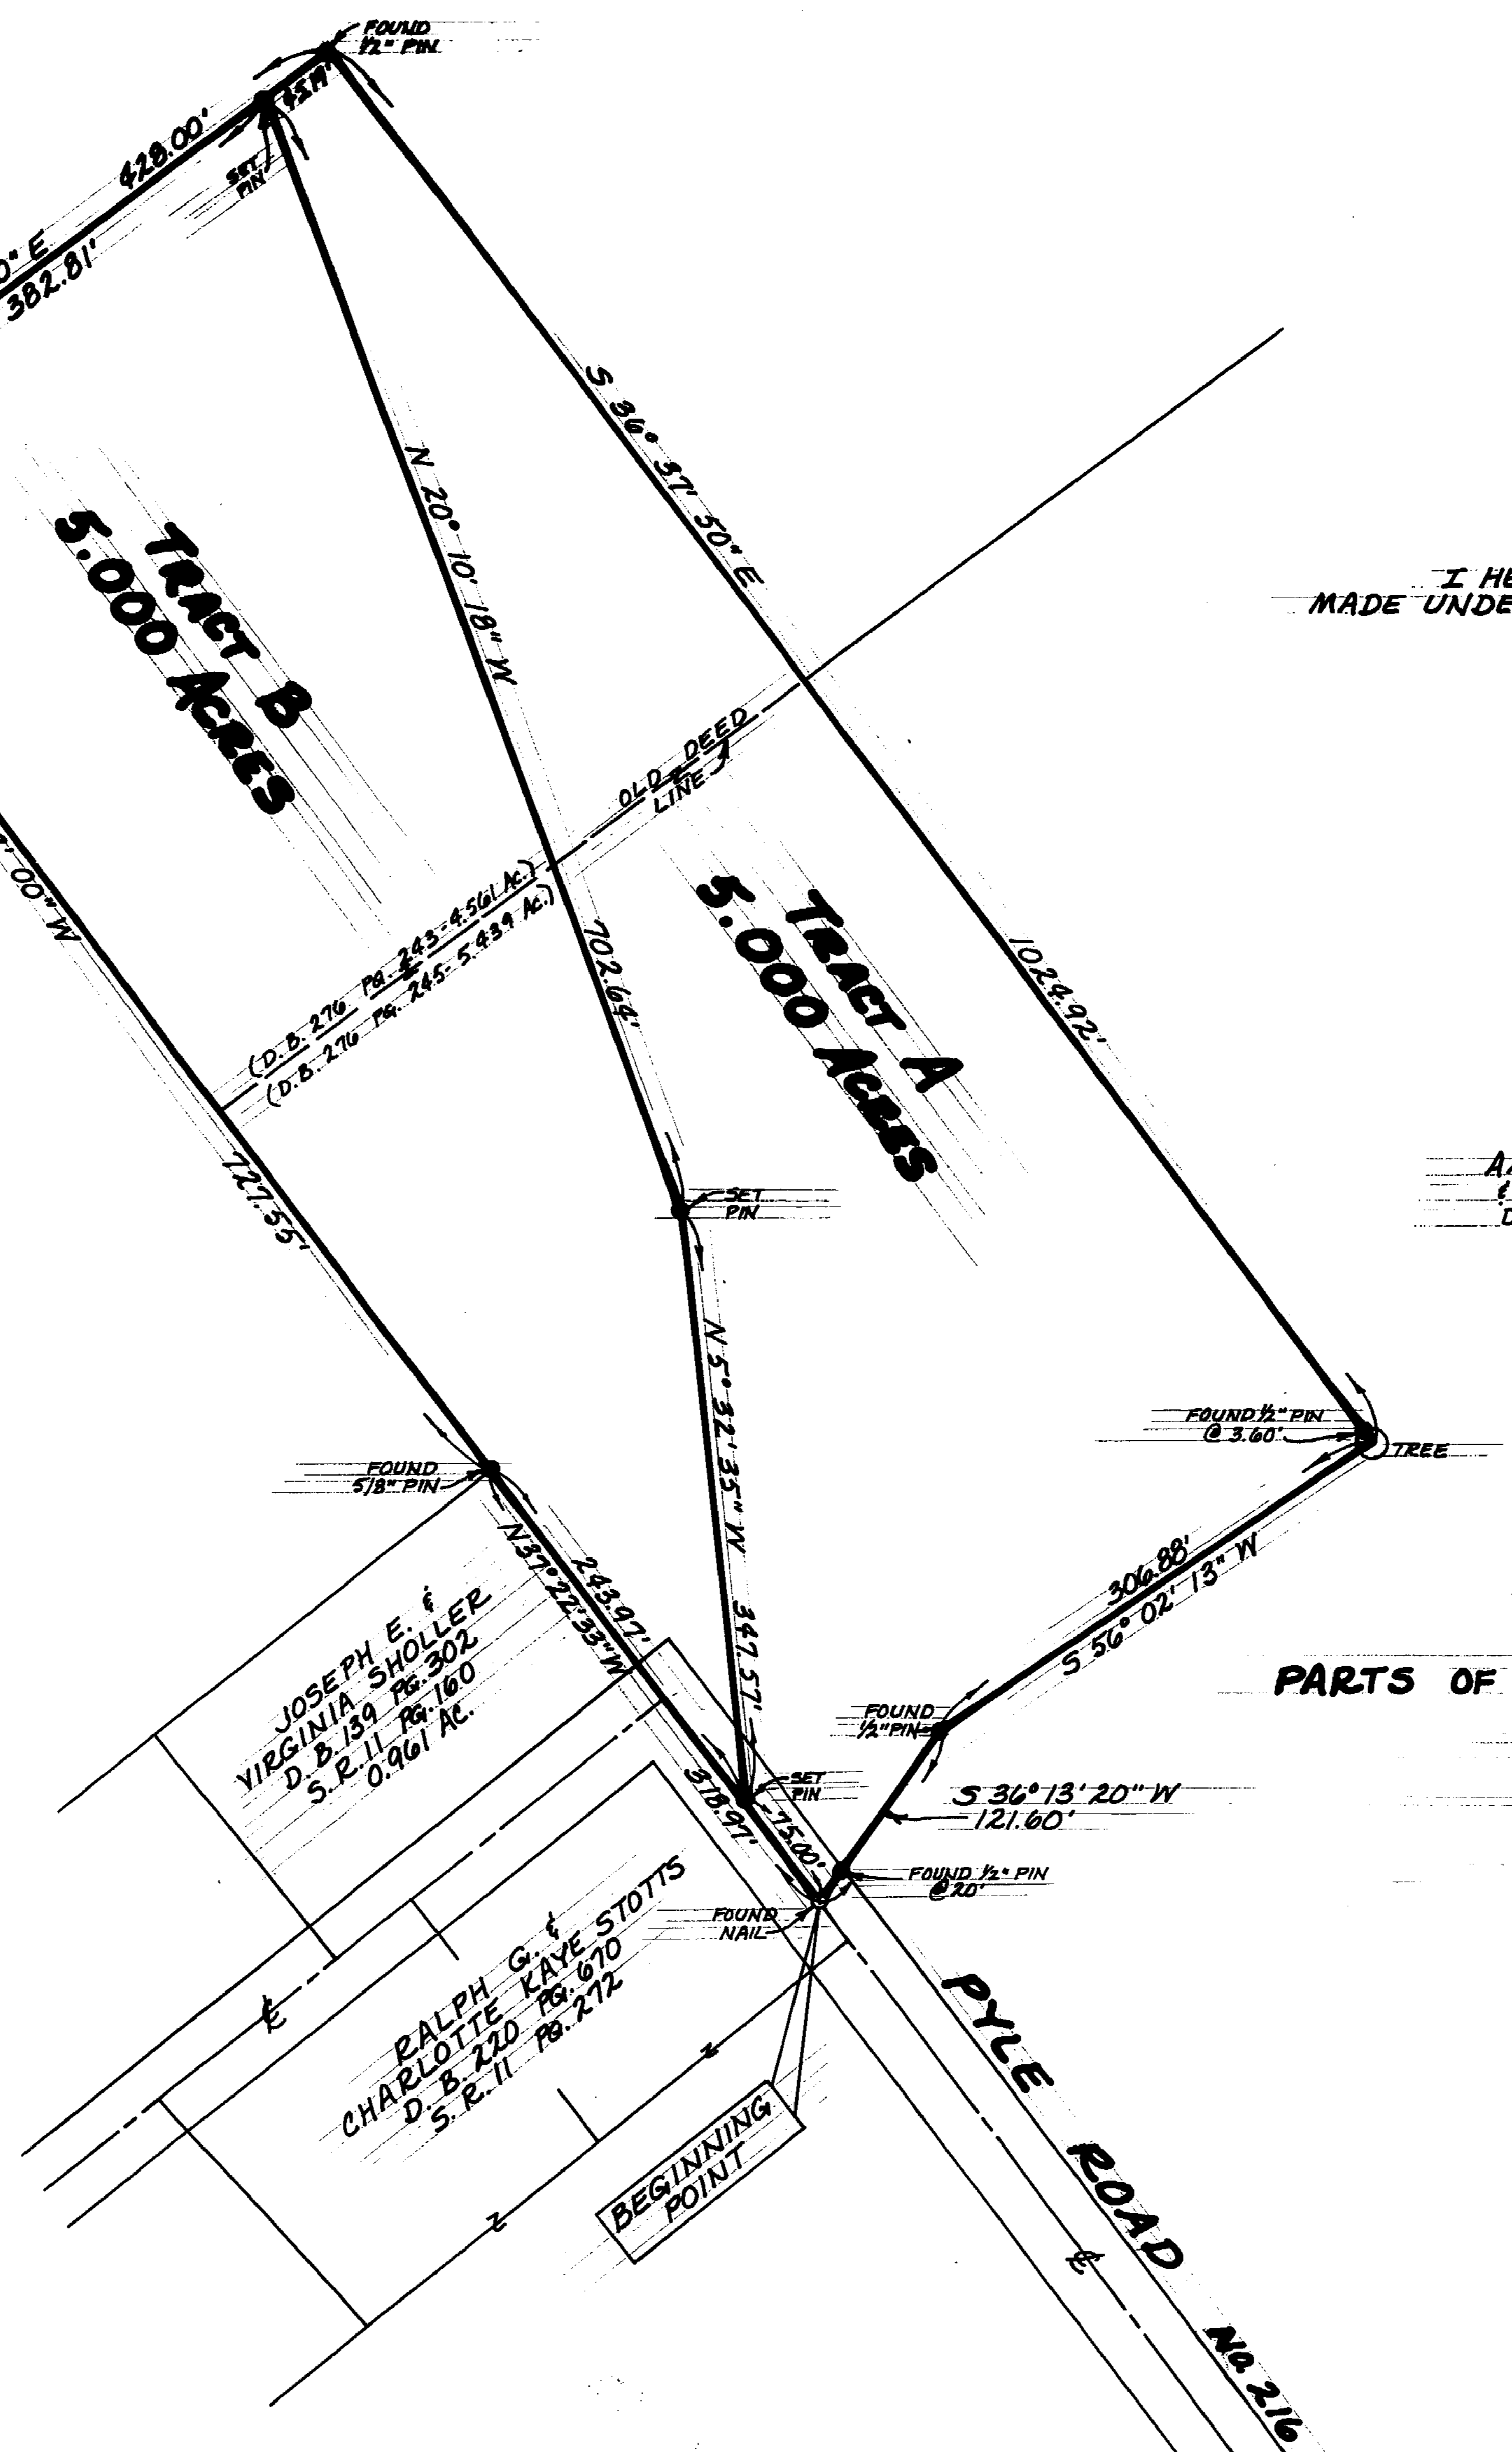 FOUND
1/2" PIN
45.19'
428.00'
SET
PIN
0" E
382.81'
S 36° 37' 50" E
N 20° 10' 18" W
TRACT B
5.000 ACRES
I HE
MADE UNDE
OLD DEED
LINE
(D.B. 276 PG. 243-4.561 AC.)
(D.B. 276 PG. 245-5.439 AC.)
' 00" W
702.64'
TRACT A
5.000 ACRES
1024.92'
727.55'
SET
PIN
&
D
N 5° 32' 35" W 347.57'
FOUND 1/2" PIN
@ 3.60'
TREE
FOUND
5/8" PIN
243.97'
N 37° 22' 33" W
306.88'
S 56° 02' 13" W
JOSEPH E. &
VIRGINIA SHOLLER
D.B. 139 PG. 302
S.R. 11 PG. 160
0.961 AC.
PARTS OF
FOUND
1/2" PIN
SET
PIN
318.97'
75.00'
S 36° 13' 20" W
121.60'
FOUND 1/2" PIN
@ 20'
FOUND
NAIL
RALPH G. &
CHARLOTTE KAYE STOTTS
D.B. 220 PG. 670
S.R. 11 PG. 272
BEGINNING
POINT
PYLE ROAD NO. 216